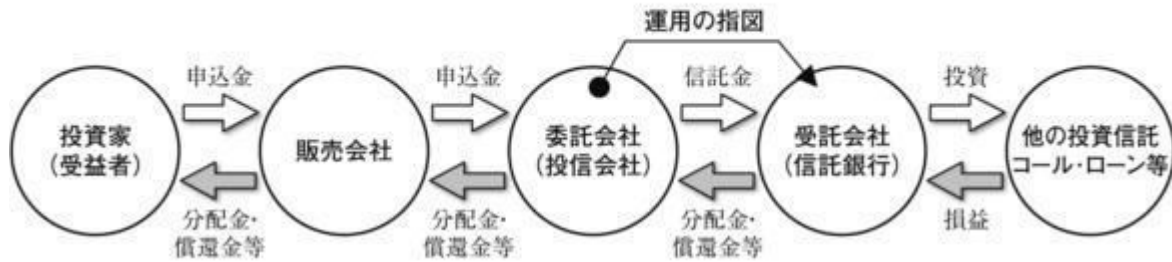 運用の指図
申込金
申込金
信託金
投資
投資家
(受益者)
販売会社
委託会社
(投信会社)
受託会社
(信託銀行)
他の投資信託
コール・ローン等
分配金・
償還金等
分配金・
償還金等
分配金・
償還金等
損益